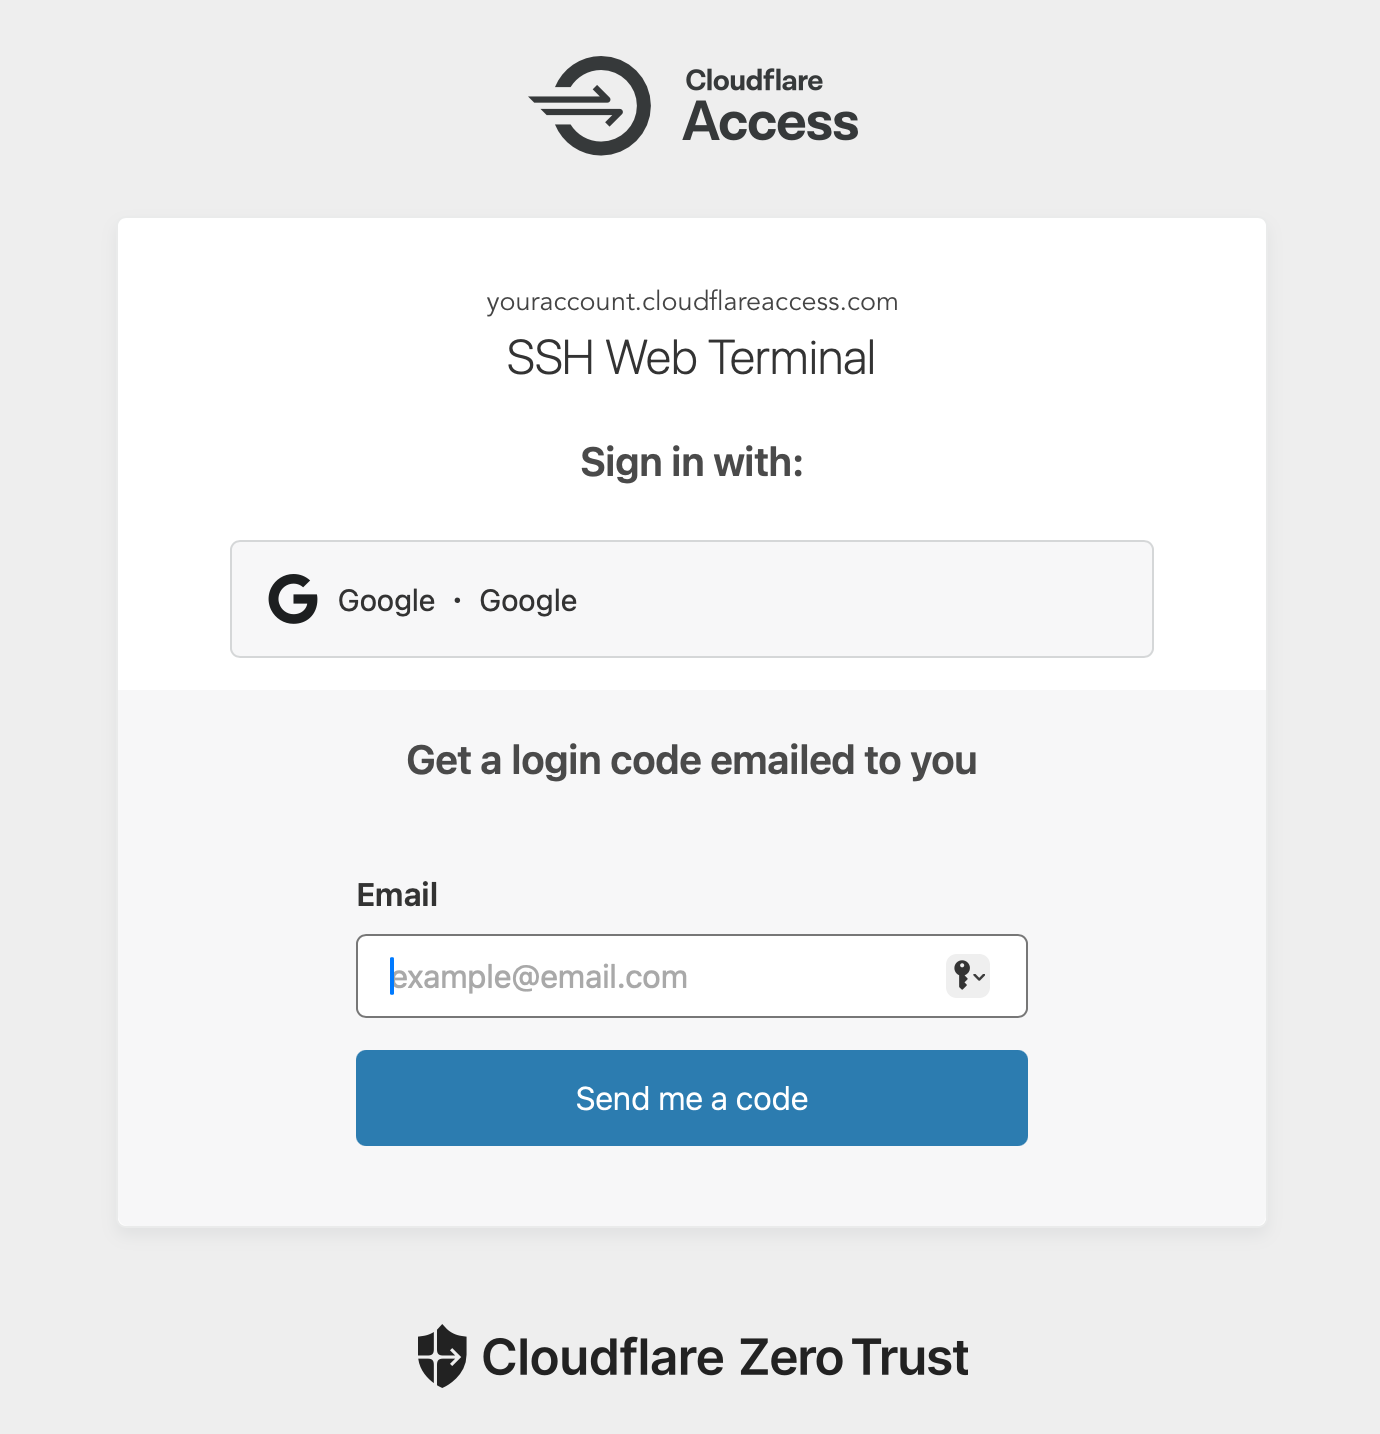 Cloudflare
Access
youraccount.cloudflareaccess.com
SSH Web Terminal
Sign in with:
Google · Google
Get a login code emailed to you
Email
example@email.com
Send me a code
Cloudflare Zero Trust